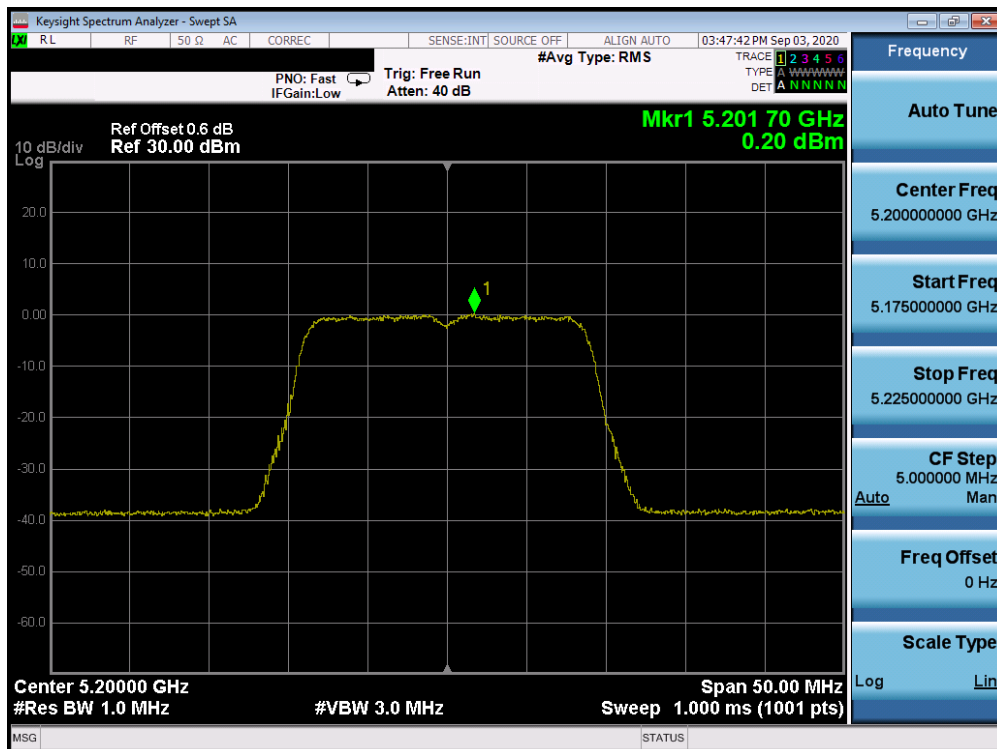 Keysight Spectrum Analyzer - Swept SA
LXI RL RF 50 Ω AC CORREC SENSE:INT SOURCE OFF ALIGN AUTO 03:47:42 PM Sep 03, 2020
#Avg Type: RMS TRACE 1 2 3 4 5 6
PNO: Fast Trig: Free Run TYPE A WWWWW
IFGain:Low Atten: 40 dB DET A N N N N N
Mkr1 5.201 70 GHz
0.20 dBm
Ref Offset 0.6 dB
10 dB/div Ref 30.00 dBm
Log
20.0
10.0
0.00
-10.0
-20.0
-30.0
-40.0
-50.0
-60.0
1
Center 5.20000 GHz Span 50.00 MHz
#Res BW 1.0 MHz #VBW 3.0 MHz Sweep 1.000 ms (1001 pts)
MSG STATUS
Frequency
Auto Tune
Center Freq
5.200000000 GHz
Start Freq
5.175000000 GHz
Stop Freq
5.225000000 GHz
CF Step
5.000000 MHz
Auto Man
Freq Offset
0 Hz
Scale Type
Log Lin